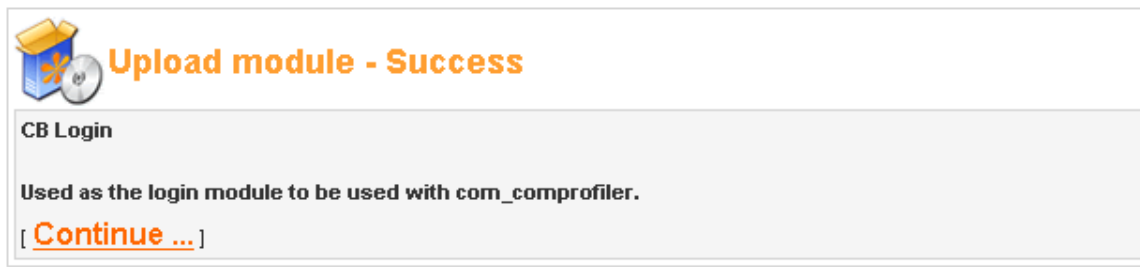 Upload module - Success
CB Login
Used as the login module to be used with com_comprofiler.
[ Continue ... ]